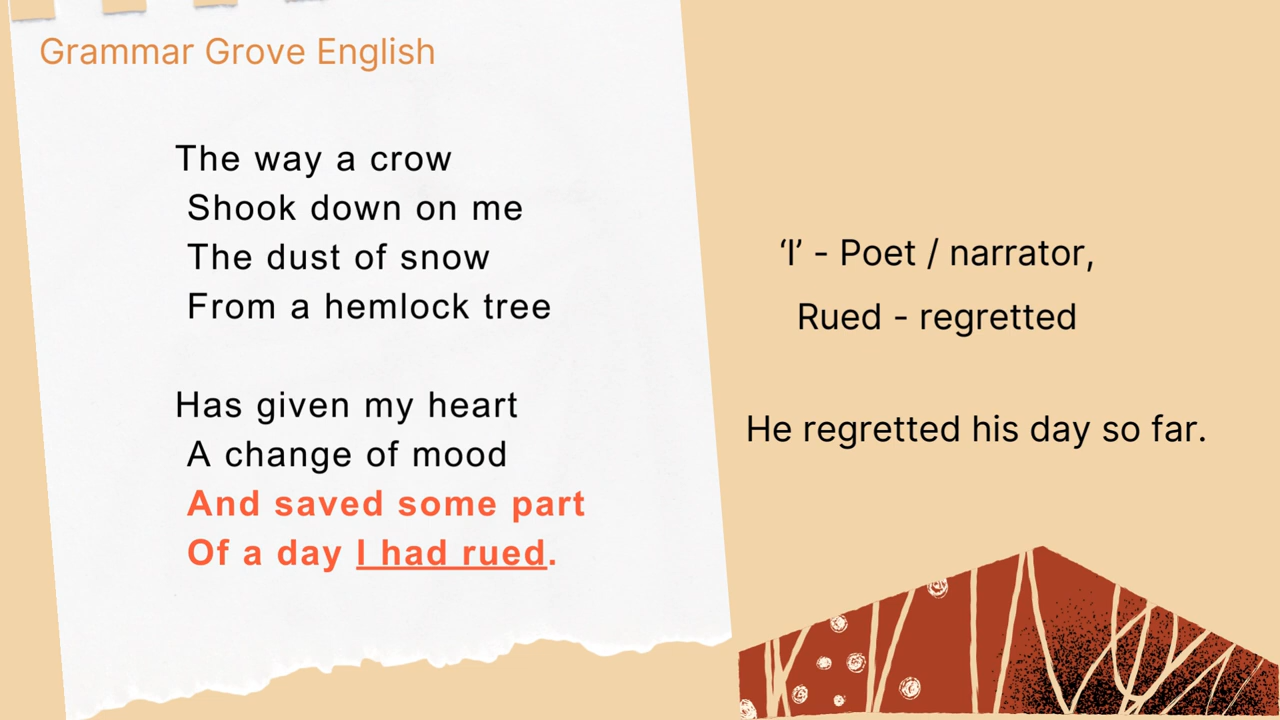 Grammar Grove English
The way a crow
Shook down on me
The dust of snow
From a hemlock tree
Has given my heart
A change of mood
And saved some part
Of a day I had rued.
‘I’ - Poet / narrator,
Rued - regretted
He regretted his day so far.